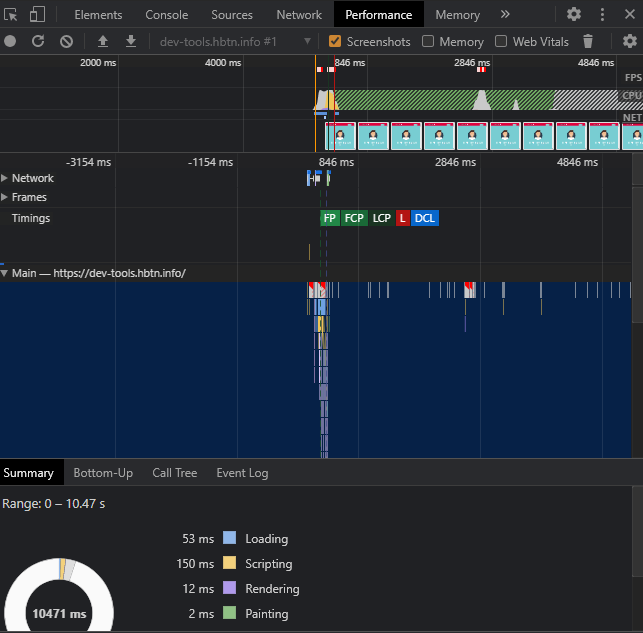 Elements Console Sources Network Performance Memory
dev-tools.hbtn.info #1 Screenshots Memory Web Vitals
2000 ms 4000 ms 846 ms 2846 ms 4846 ms
FPS
CPU
NET
-3154 ms -1154 ms 846 ms 2846 ms 4846 ms
Network
Frames
Timings FP FCP LCP L DCL
Main — https://dev-tools.hbtn.info/
Summary Bottom-Up Call Tree Event Log
Range: 0 – 10.47 s
53 ms Loading
150 ms Scripting
12 ms Rendering
2 ms Painting
10471 ms